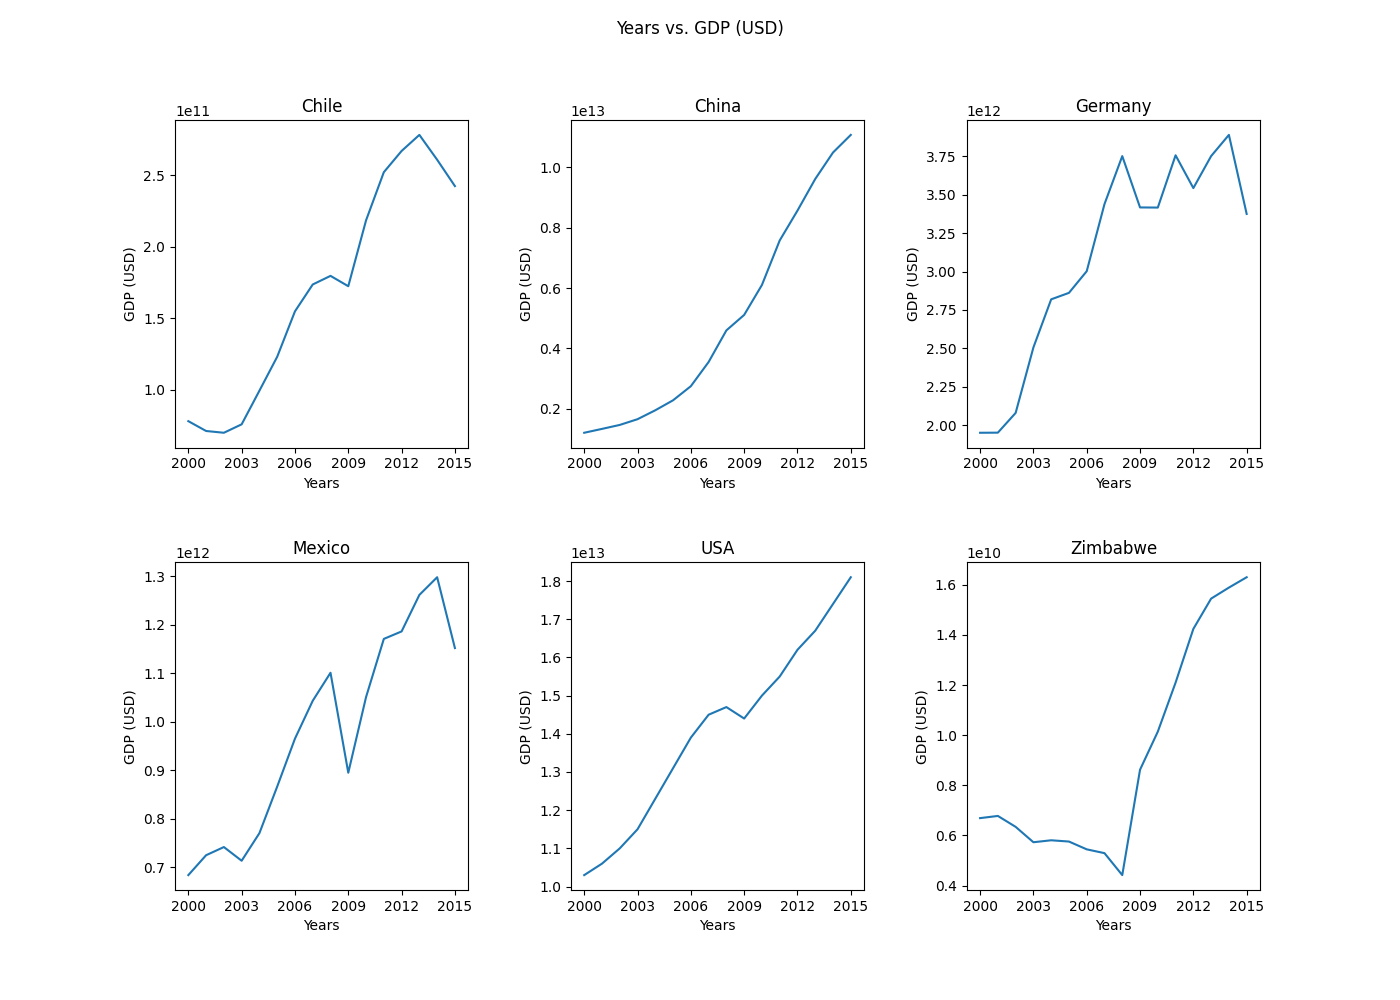 Years vs. GDP (USD)
Chile
1e11
2.5
2.0
1.5
1.0
GDP (USD)
2000 2003 2006 2009 2012 2015
Years
China
1e13
1.0
0.8
0.6
0.4
0.2
GDP (USD)
2000 2003 2006 2009 2012 2015
Years
Germany
1e12
3.75
3.50
3.25
3.00
2.75
2.50
2.25
2.00
GDP (USD)
2000 2003 2006 2009 2012 2015
Years
Mexico
1e12
1.3
1.2
1.1
1.0
0.9
0.8
0.7
GDP (USD)
2000 2003 2006 2009 2012 2015
Years
USA
1e13
1.8
1.7
1.6
1.5
1.4
1.3
1.2
1.1
1.0
GDP (USD)
2000 2003 2006 2009 2012 2015
Years
Zimbabwe
1e10
1.6
1.4
1.2
1.0
0.8
0.6
0.4
GDP (USD)
2000 2003 2006 2009 2012 2015
Years